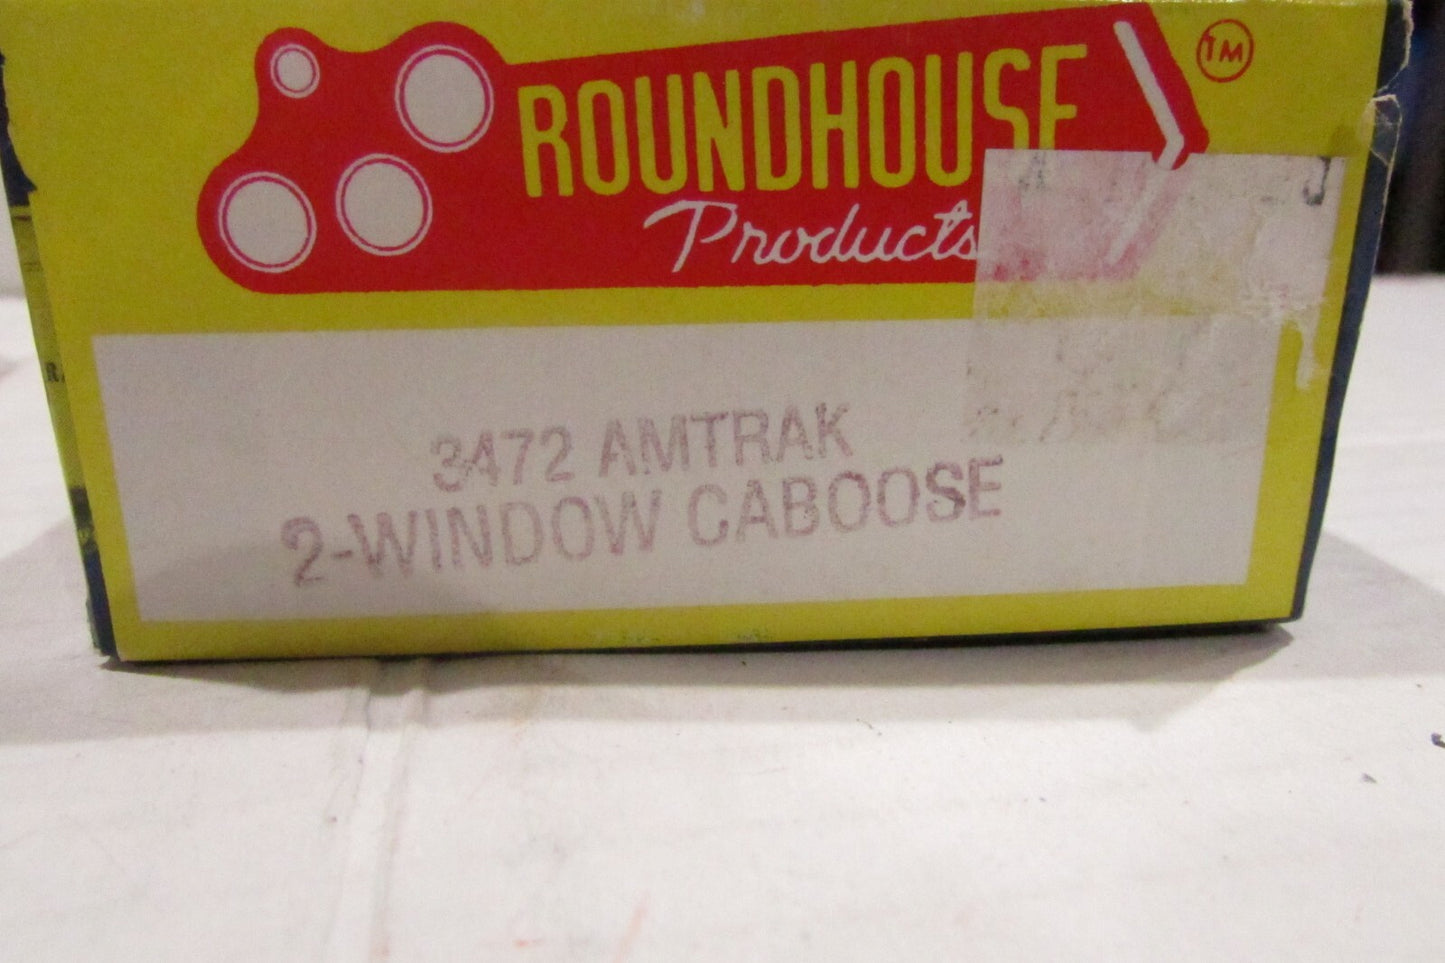 ROUNDHOUSE
TM
Products
3472 AMTRAK
2-WINDOW CABOOSE